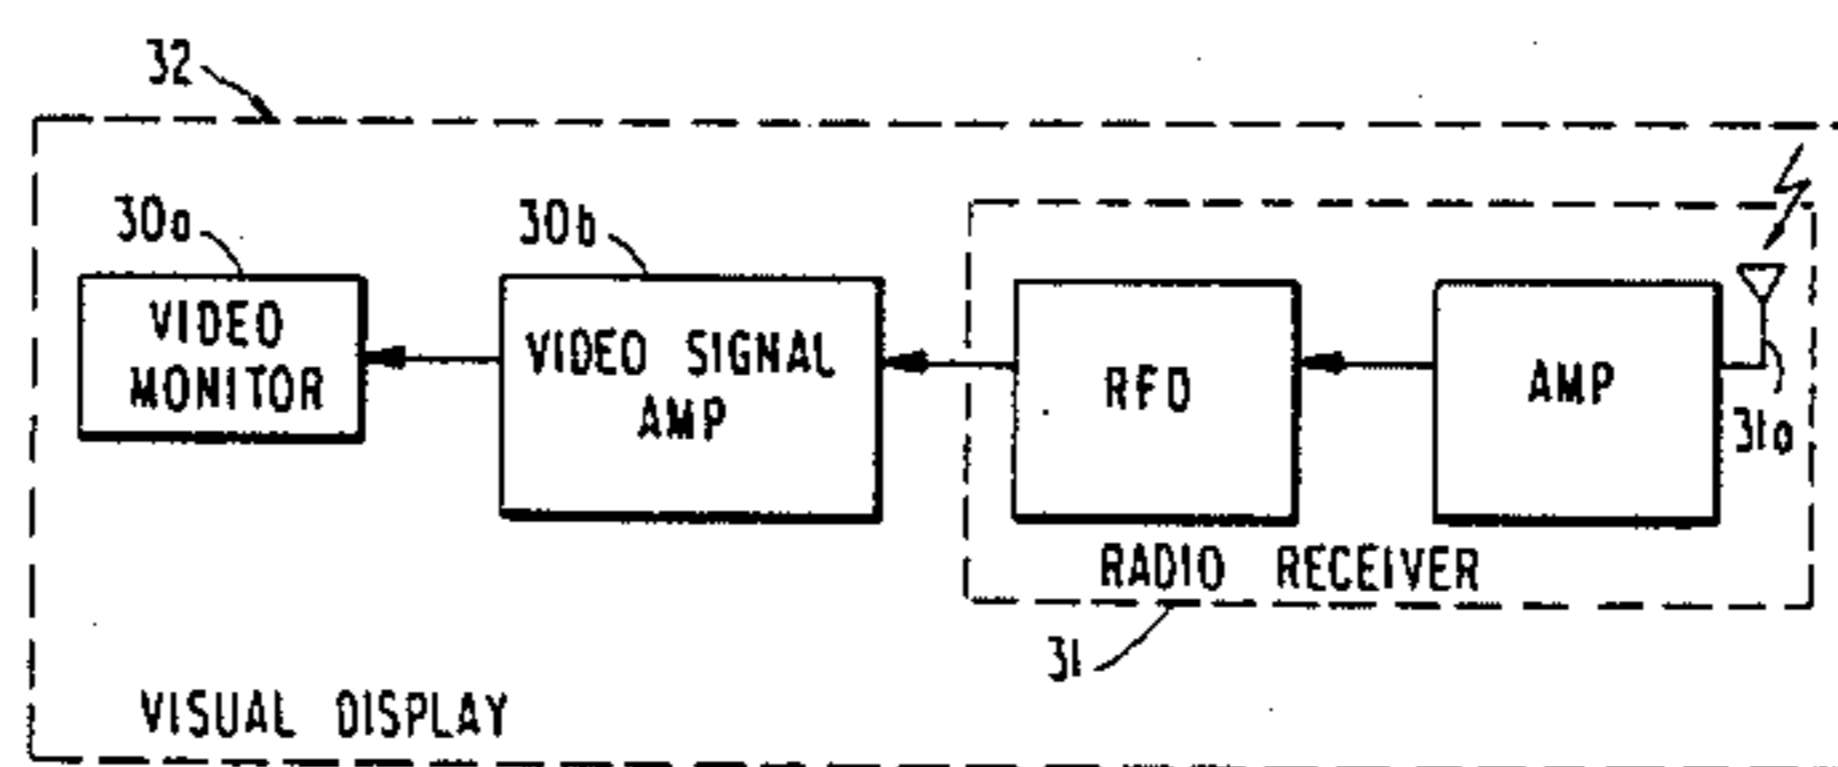 32
30a
30b
VIDEO
MONITOR
VIDEO SIGNAL
AMP
RFD
AMP
31a
RADIO RECEIVER
31
VISUAL DISPLAY